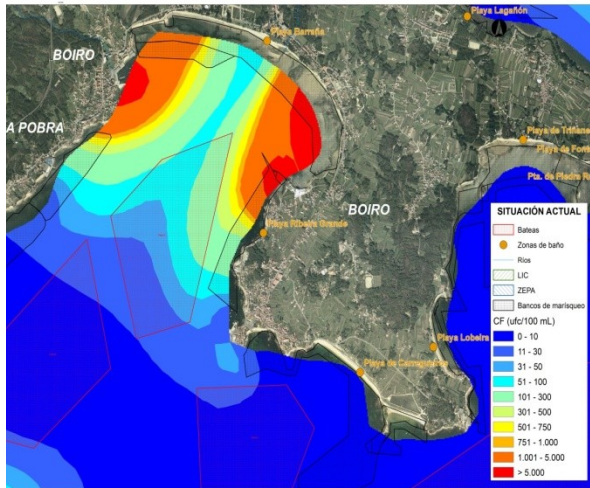 Playa Lagañón
Playa Barraña
BOIRO
A POBRA
Playa de Triñanes
Playa de Fonto
Pta. de Piedra R
BOIRO
Playa Ribeira Grande
Playa Lobeira
Playa de Carragueiros
SITUACIÓN ACTUAL
Bateas
Zonas de baño
Ríos
LIC
ZEPA
Bancos de marisqueo
CF (ufc/100 mL)
0 - 10
11 - 30
31 - 50
51 - 100
101 - 300
301 - 500
501 - 750
751 - 1.000
1.001 - 5.000
> 5.000